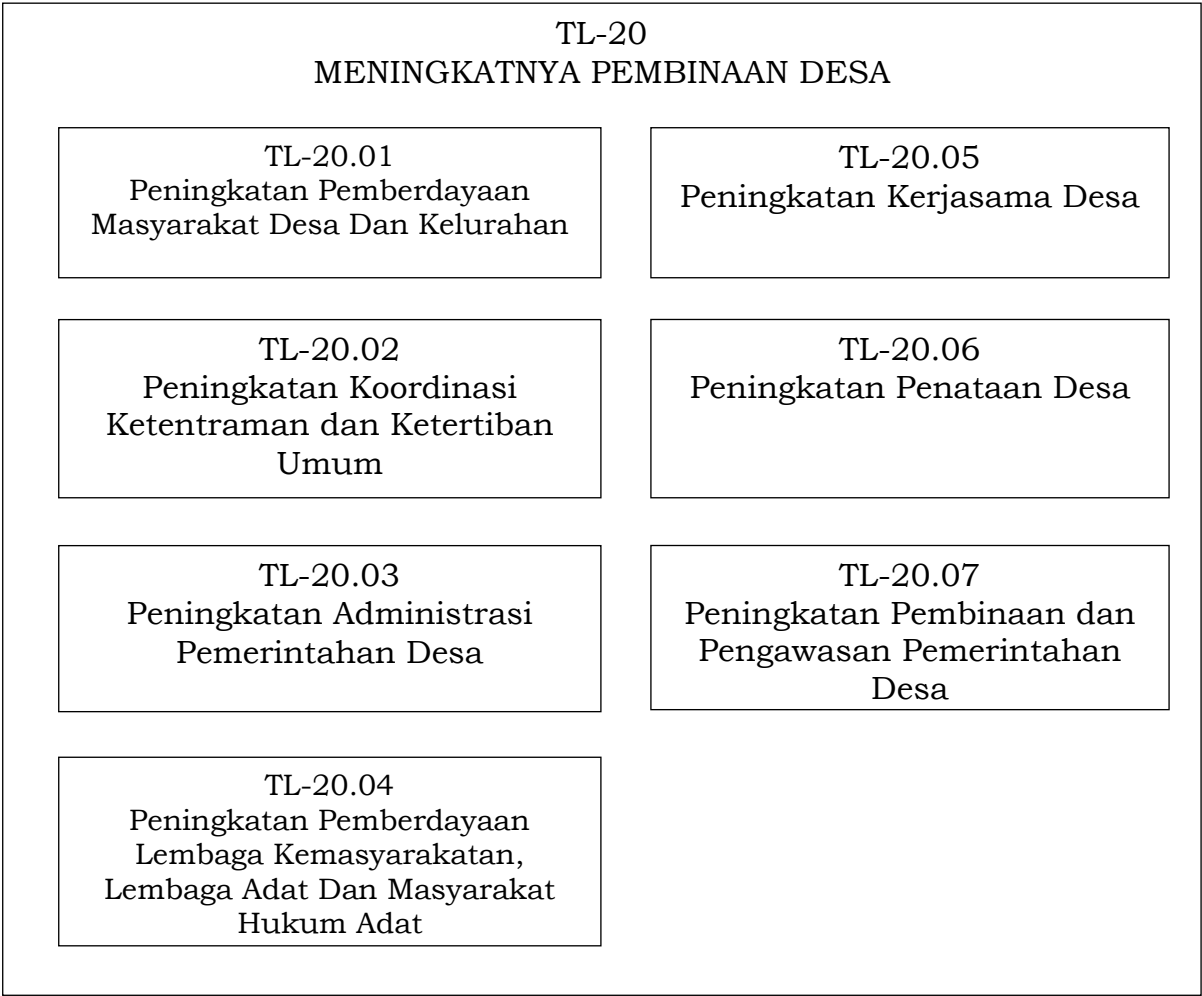 TL-20
MENINGKATNYA PEMBINAAN DESA
TL-20.01
Peningkatan Pemberdayaan
Masyarakat Desa Dan Kelurahan
TL-20.02
Peningkatan Koordinasi
Ketentraman dan Ketertiban
Umum
TL-20.03
Peningkatan Administrasi
Pemerintahan Desa
TL-20.04
Peningkatan Pemberdayaan
Lembaga Kemasyarakatan,
Lembaga Adat Dan Masyarakat
Hukum Adat
TL-20.05
Peningkatan Kerjasama Desa
TL-20.06
Peningkatan Penataan Desa
TL-20.07
Peningkatan Pembinaan dan
Pengawasan Pemerintahan
Desa